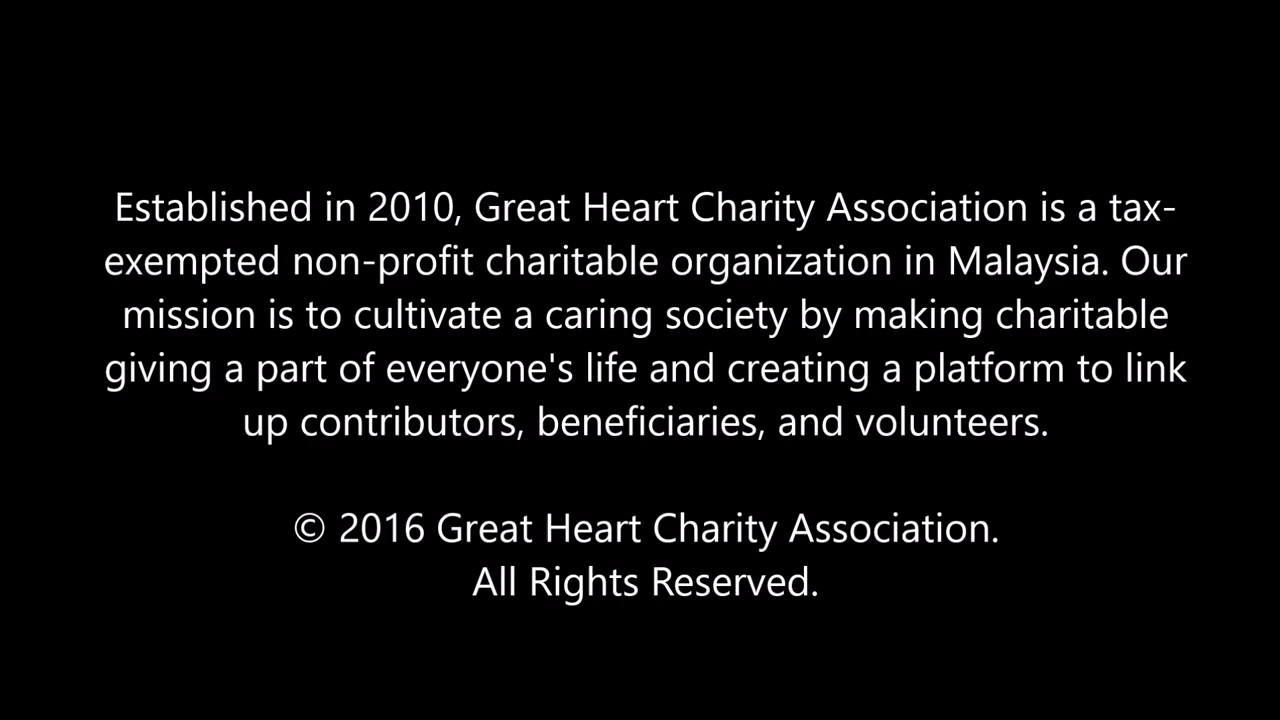 Established in 2010, Great Heart Charity Association is a tax-
exempted non-profit charitable organization in Malaysia. Our
mission is to cultivate a caring society by making charitable
giving a part of everyone's life and creating a platform to link
up contributors, beneficiaries, and volunteers.
© 2016 Great Heart Charity Association.
All Rights Reserved.